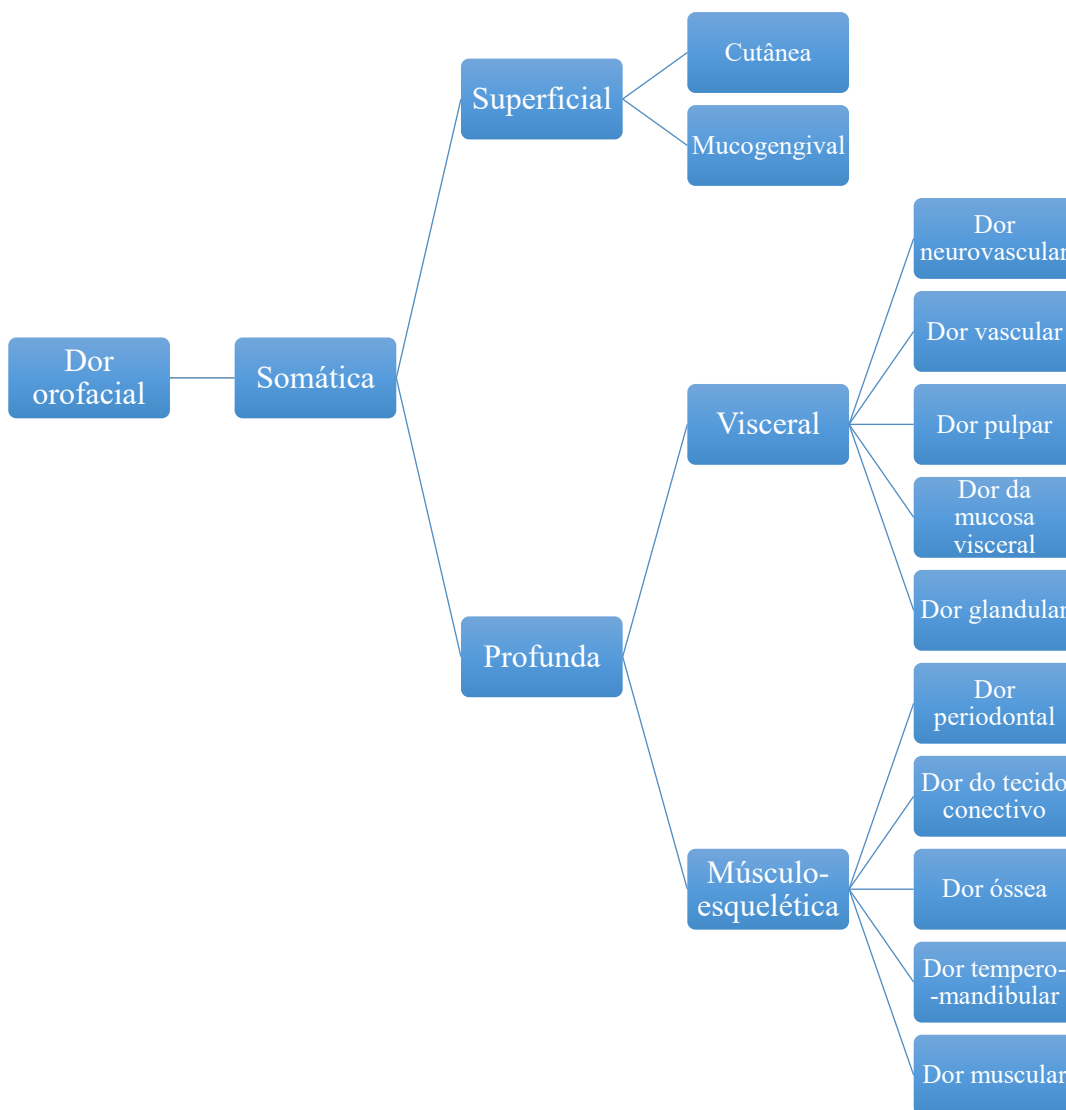 Cutânea
Superficial
Mucogengival
Dor
neurovascular
Dor vascular
Dor
orofacial
Somática
Visceral
Dor pulpar
Dor da
mucosa
visceral
Dor glandular
Profunda
Dor
periodontal
Dor do tecido
conectivo
Músculo-
esquelética
Dor óssea
Dor tempero-
-mandibular
Dor muscular